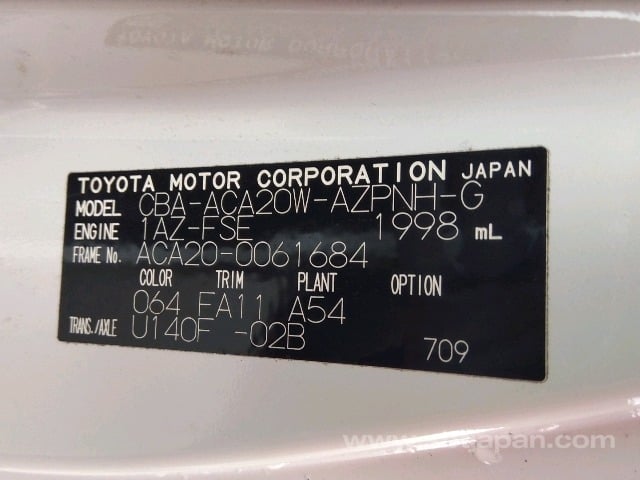 TOYOTA MOTOR CORPORATION JAPAN
MODEL CBA-ACA20W-AZPNH-G
ENGINE 1AZ-FSE 1998 mL
FRAME No. ACA20-0061684
COLOR TRIM PLANT OPTION
064 FA11 A54
TRANS./AXLE U140F -02B
709